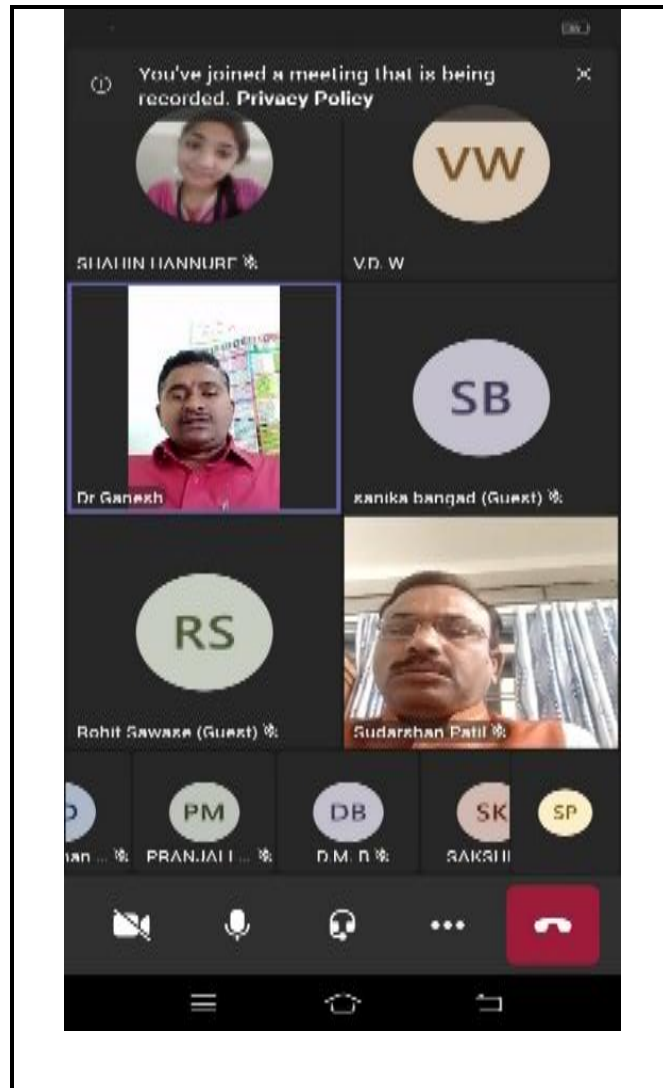 You've joined a meeting that is being
recorded. Privacy Policy
VW
SHAHIN HANNURE
V.D. W
SB
Dr Ganesh
sanika bangad (Guest)
RS
Rohit Sawase (Guest)
Sudarshan Patil
PM
DB
SK
SP
an ...
PRANJALI ...
D.M. B
SAKSHI